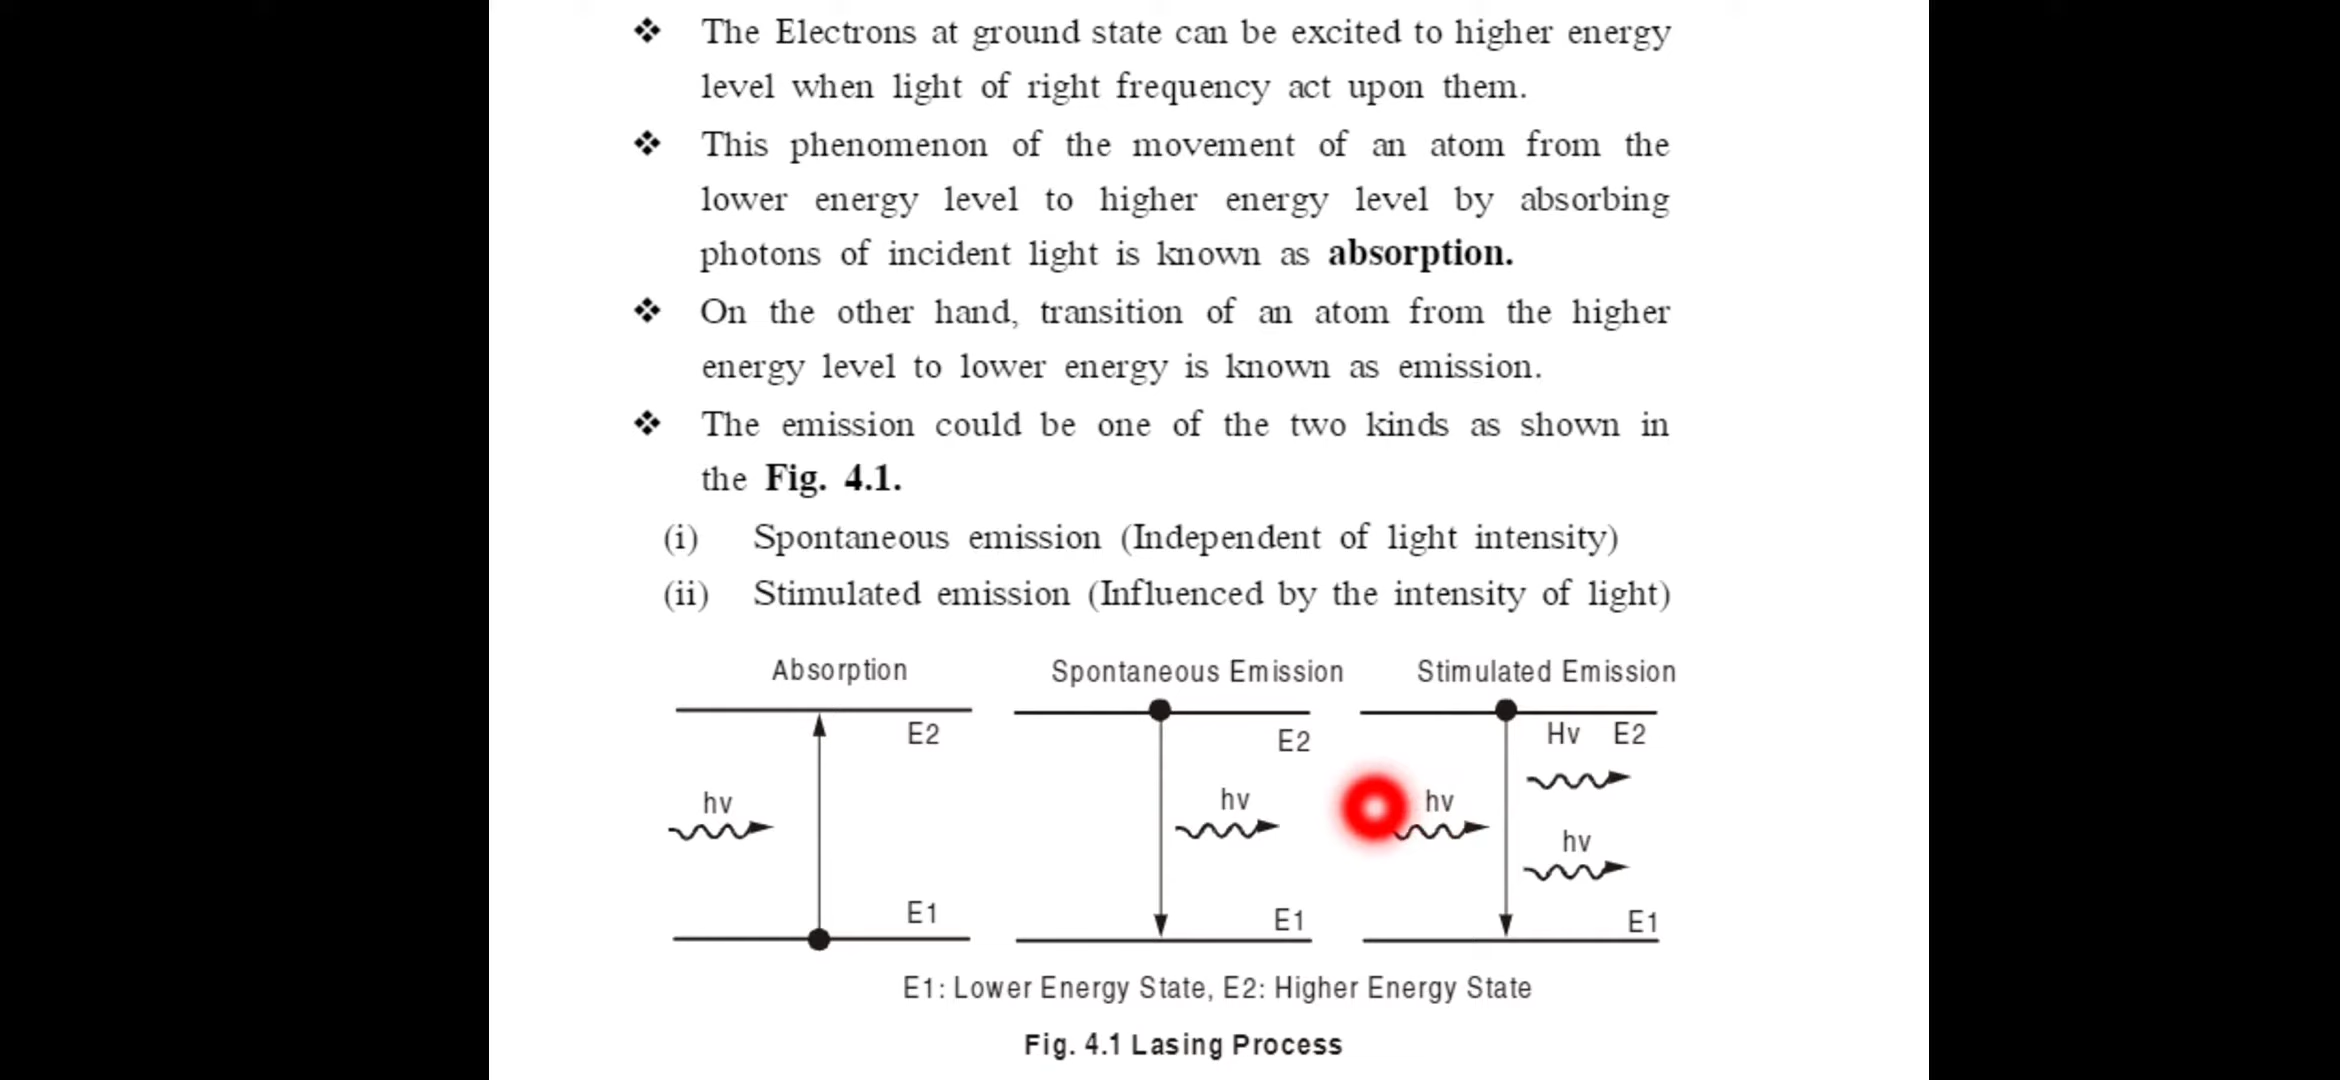 ❖ The Electrons at ground state can be excited to higher energy
level when light of right frequency act upon them.
❖ This phenomenon of the movement of an atom from the
lower energy level to higher energy level by absorbing
photons of incident light is known as absorption.
❖ On the other hand, transition of an atom from the higher
energy level to lower energy is known as emission.
❖ The emission could be one of the two kinds as shown in
the Fig. 4.1.
(i) Spontaneous emission (Independent of light intensity)
(ii) Stimulated emission (Influenced by the intensity of light)
Absorption
E2
hv
E1
Spontaneous Emission
E2
hv
E1
Stimulated Emission
Hv E2
hv
hv
E1
E1: Lower Energy State, E2: Higher Energy State
Fig. 4.1 Lasing Process